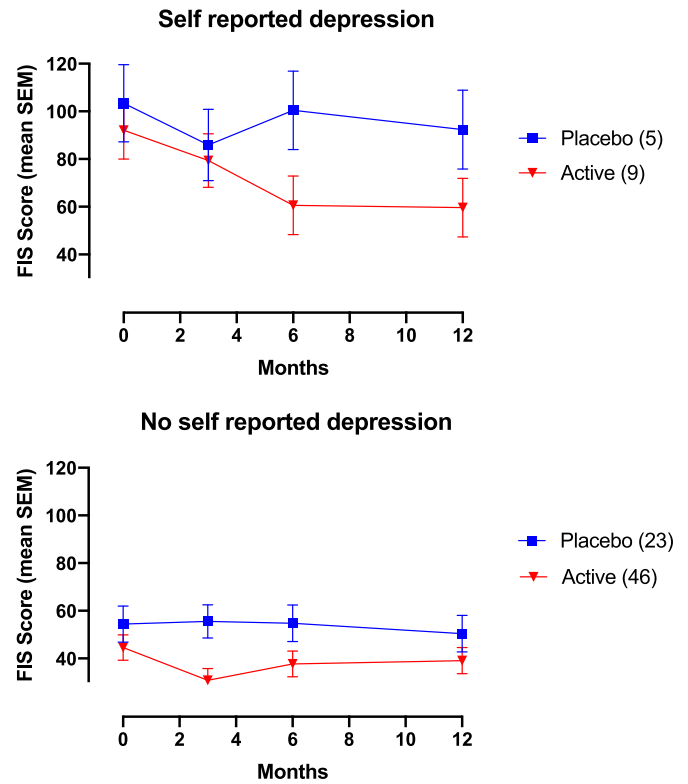 Self reported depression
FIS Score (mean SEM)
120
100
80
60
40
Placebo (5)
Active (9)
0 2 4 6 8 10 12
Months
No self reported depression
FIS Score (mean SEM)
120
100
80
60
40
Placebo (23)
Active (46)
0 2 4 6 8 10 12
Months